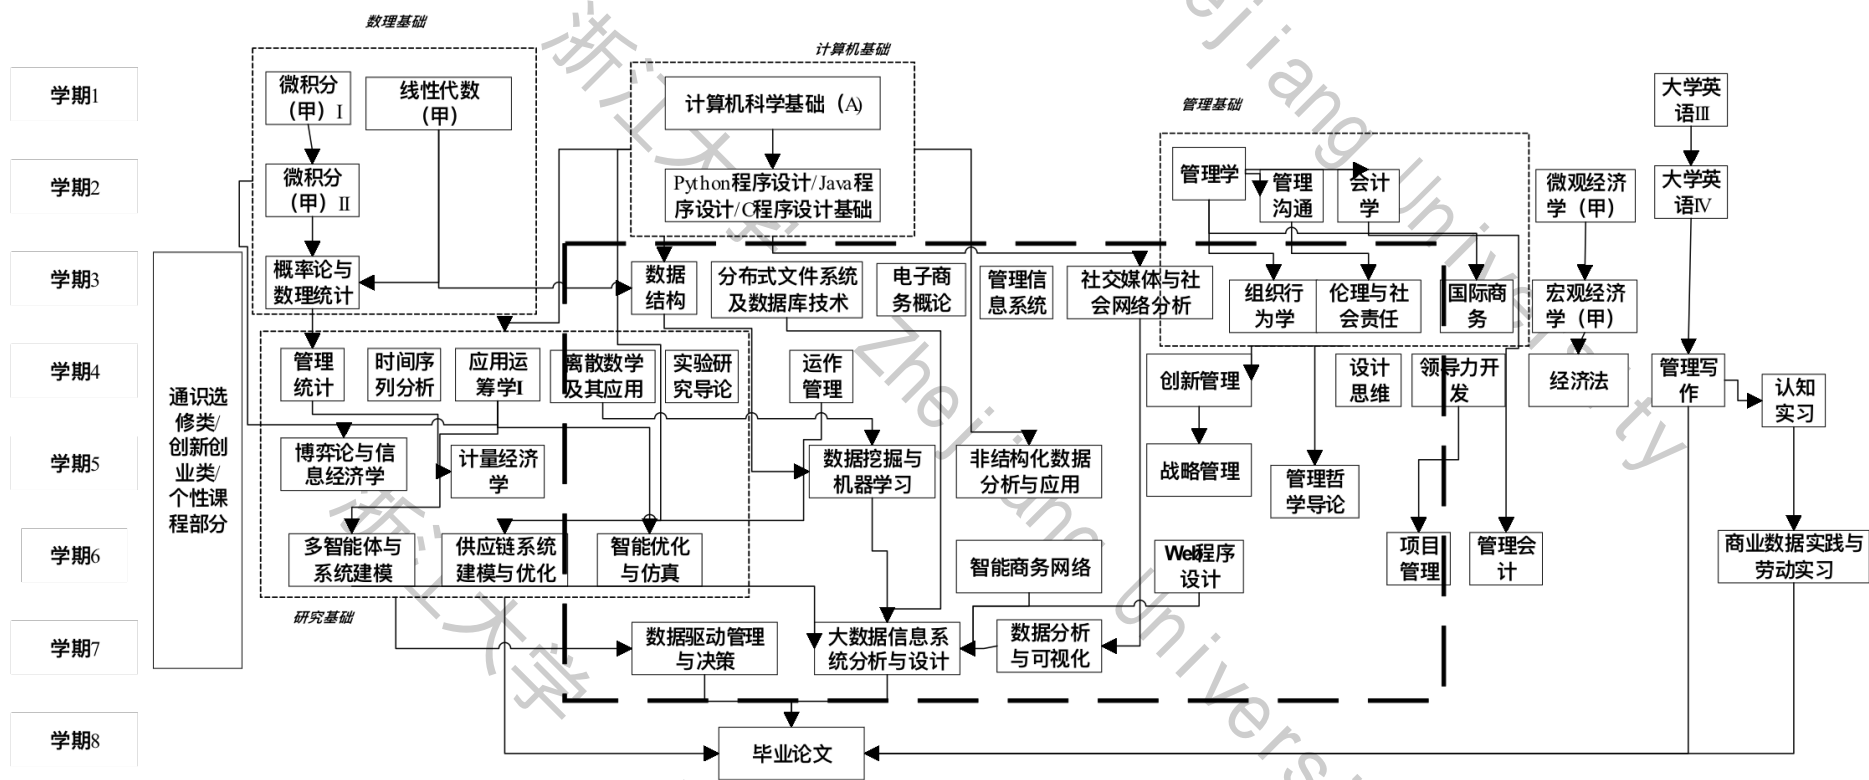 数理基础
计算机基础
管理基础
学期1
微积分
（甲）I
线性代数
（甲）
计算机科学基础（A）
大学英
语III
学期2
微积分
（甲）II
Python程序设计/Java程
序设计/C程序设计基础
管理学
管理
沟通
会计
学
微观经济
学（甲）
大学英
语IV
学期3
概率论与
数理统计
数据
结构
分布式文件系统
及数据库技术
电子商
务概论
管理信
息系统
社交媒体与社
会网络分析
组织行
为学
伦理与社
会责任
国际商
务
宏观经济
学（甲）
学期4
管理
统计
时间序
列分析
应用运
筹学I
离散数学
及其应用
实验研
究导论
运作
管理
创新管理
设计
思维
领导力开
发
经济法
管理写
作
认知
实习
通识选
修类/
创新创
业类/
个性课
程部分
学期5
博弈论与信
息经济学
计量经济
学
数据挖掘与
机器学习
非结构化数据
分析与应用
战略管理
管理哲
学导论
学期6
多智能体与
系统建模
供应链系统
建模与优化
智能优化
与仿真
智能商务网络
Web程序
设计
项目
管理
管理会
计
商业数据实践与
劳动实习
研究基础
学期7
数据驱动管理
与决策
大数据信息系
统分析与设计
数据分析
与可视化
学期8
毕业论文
浙江大学 Zhejiang University
浙江大学 Zhejiang University